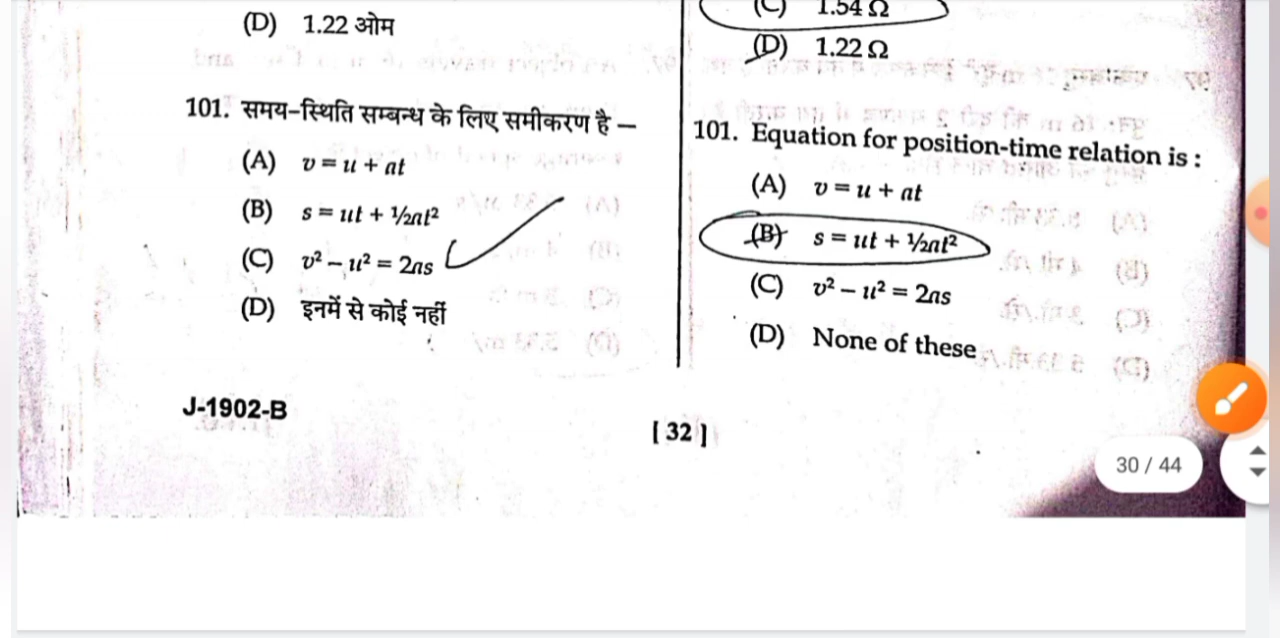 (D) 1.22 ओम
101. समय-स्थिति सम्बन्ध के लिए समीकरण है –
(A) v = u + at
(B) s = ut + ½at²
(C) v² – u² = 2as
(D) इनमें से कोई नहीं
J-1902-B
(C) 1.54 Ω
(D) 1.22 Ω
101. Equation for position-time relation is :
(A) v = u + at
(B) s = ut + ½at²
(C) v² – u² = 2as
(D) None of these
[ 32 ]
30 / 44